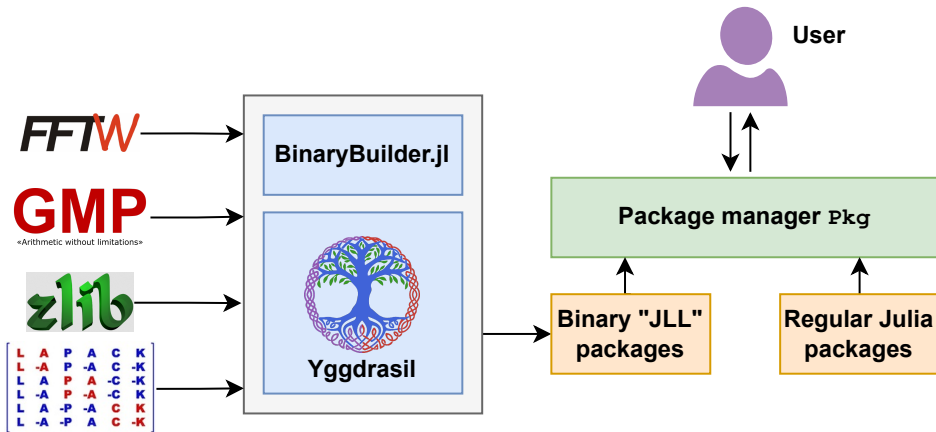 User
FFTW
BinaryBuilder.jl
GMP
«Arithmetic without limitations»
Package manager Pkg
zlib
Binary "JLL"
packages
Regular Julia
packages
Yggdrasil
L A P A C K
L -A P -A C -K
L A P A -C -K
L -A P -A -C K
L A -P -A C K
L -A -P A C -K